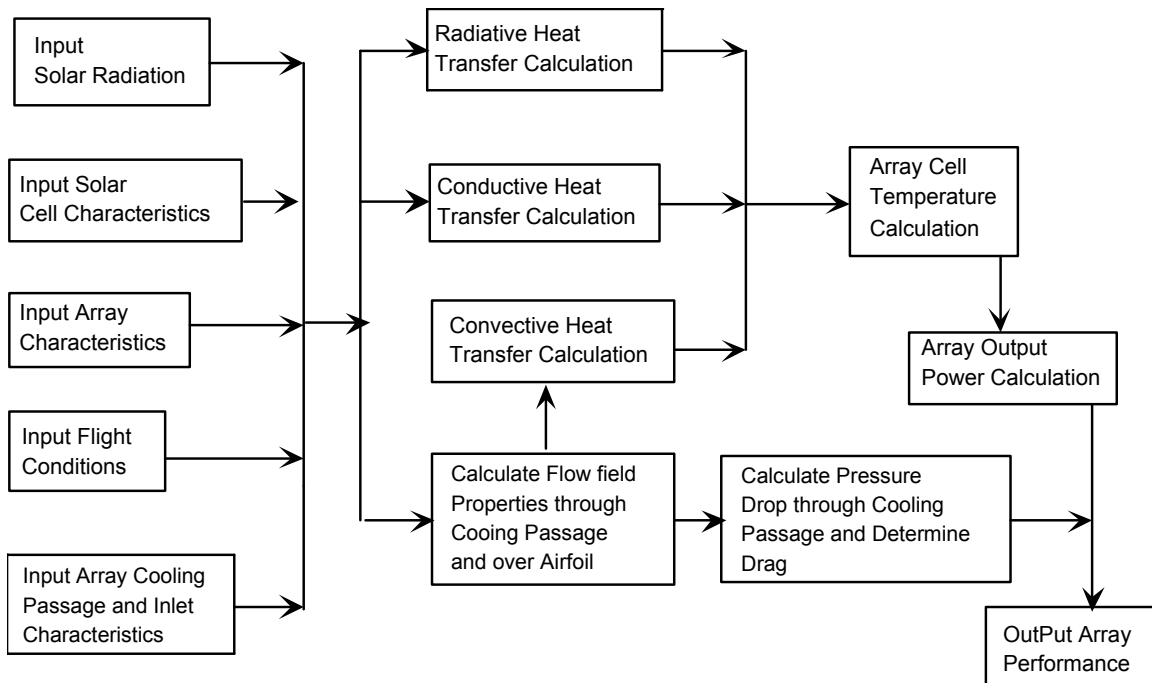 Input
Solar Radiation
Input Solar
Cell Characteristics
Input Array
Characteristics
Input Flight
Conditions
Input Array Cooling
Passage and Inlet
Characteristics
Radiative Heat
Transfer Calculation
Conductive Heat
Transfer Calculation
Convective Heat
Transfer Calculation
Calculate Flow field
Properties through
Cooing Passage
and over Airfoil
Calculate Pressure
Drop through Cooling
Passage and Determine
Drag
Array Cell
Temperature
Calculation
Array Output
Power Calculation
OutPut Array
Performance